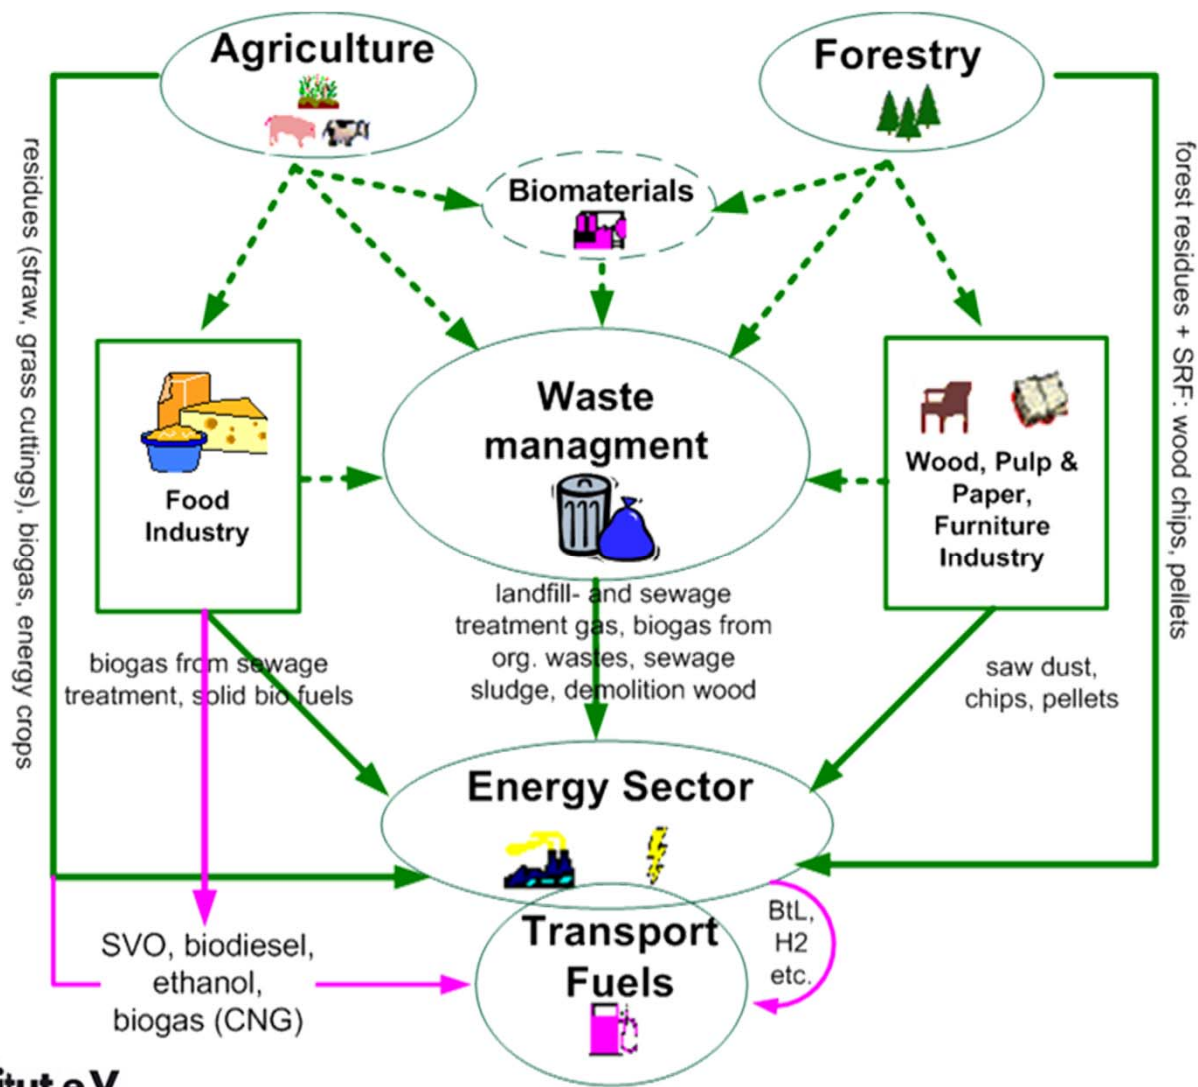 Agriculture
Forestry
Biomaterials
residues (straw, grass cuttings), biogas, energy crops
forest residues + SRF: wood chips, pellets
Waste
managment
Food
Industry
Wood, Pulp &
Paper,
Furniture
Industry
landfill- and sewage
treatment gas, biogas from
org. wastes, sewage
sludge, demolition wood
biogas from sewage
treatment, solid bio fuels
saw dust,
chips, pellets
Energy Sector
Transport
Fuels
BtL,
H2
etc.
SVO, biodiesel,
ethanol,
biogas (CNG)